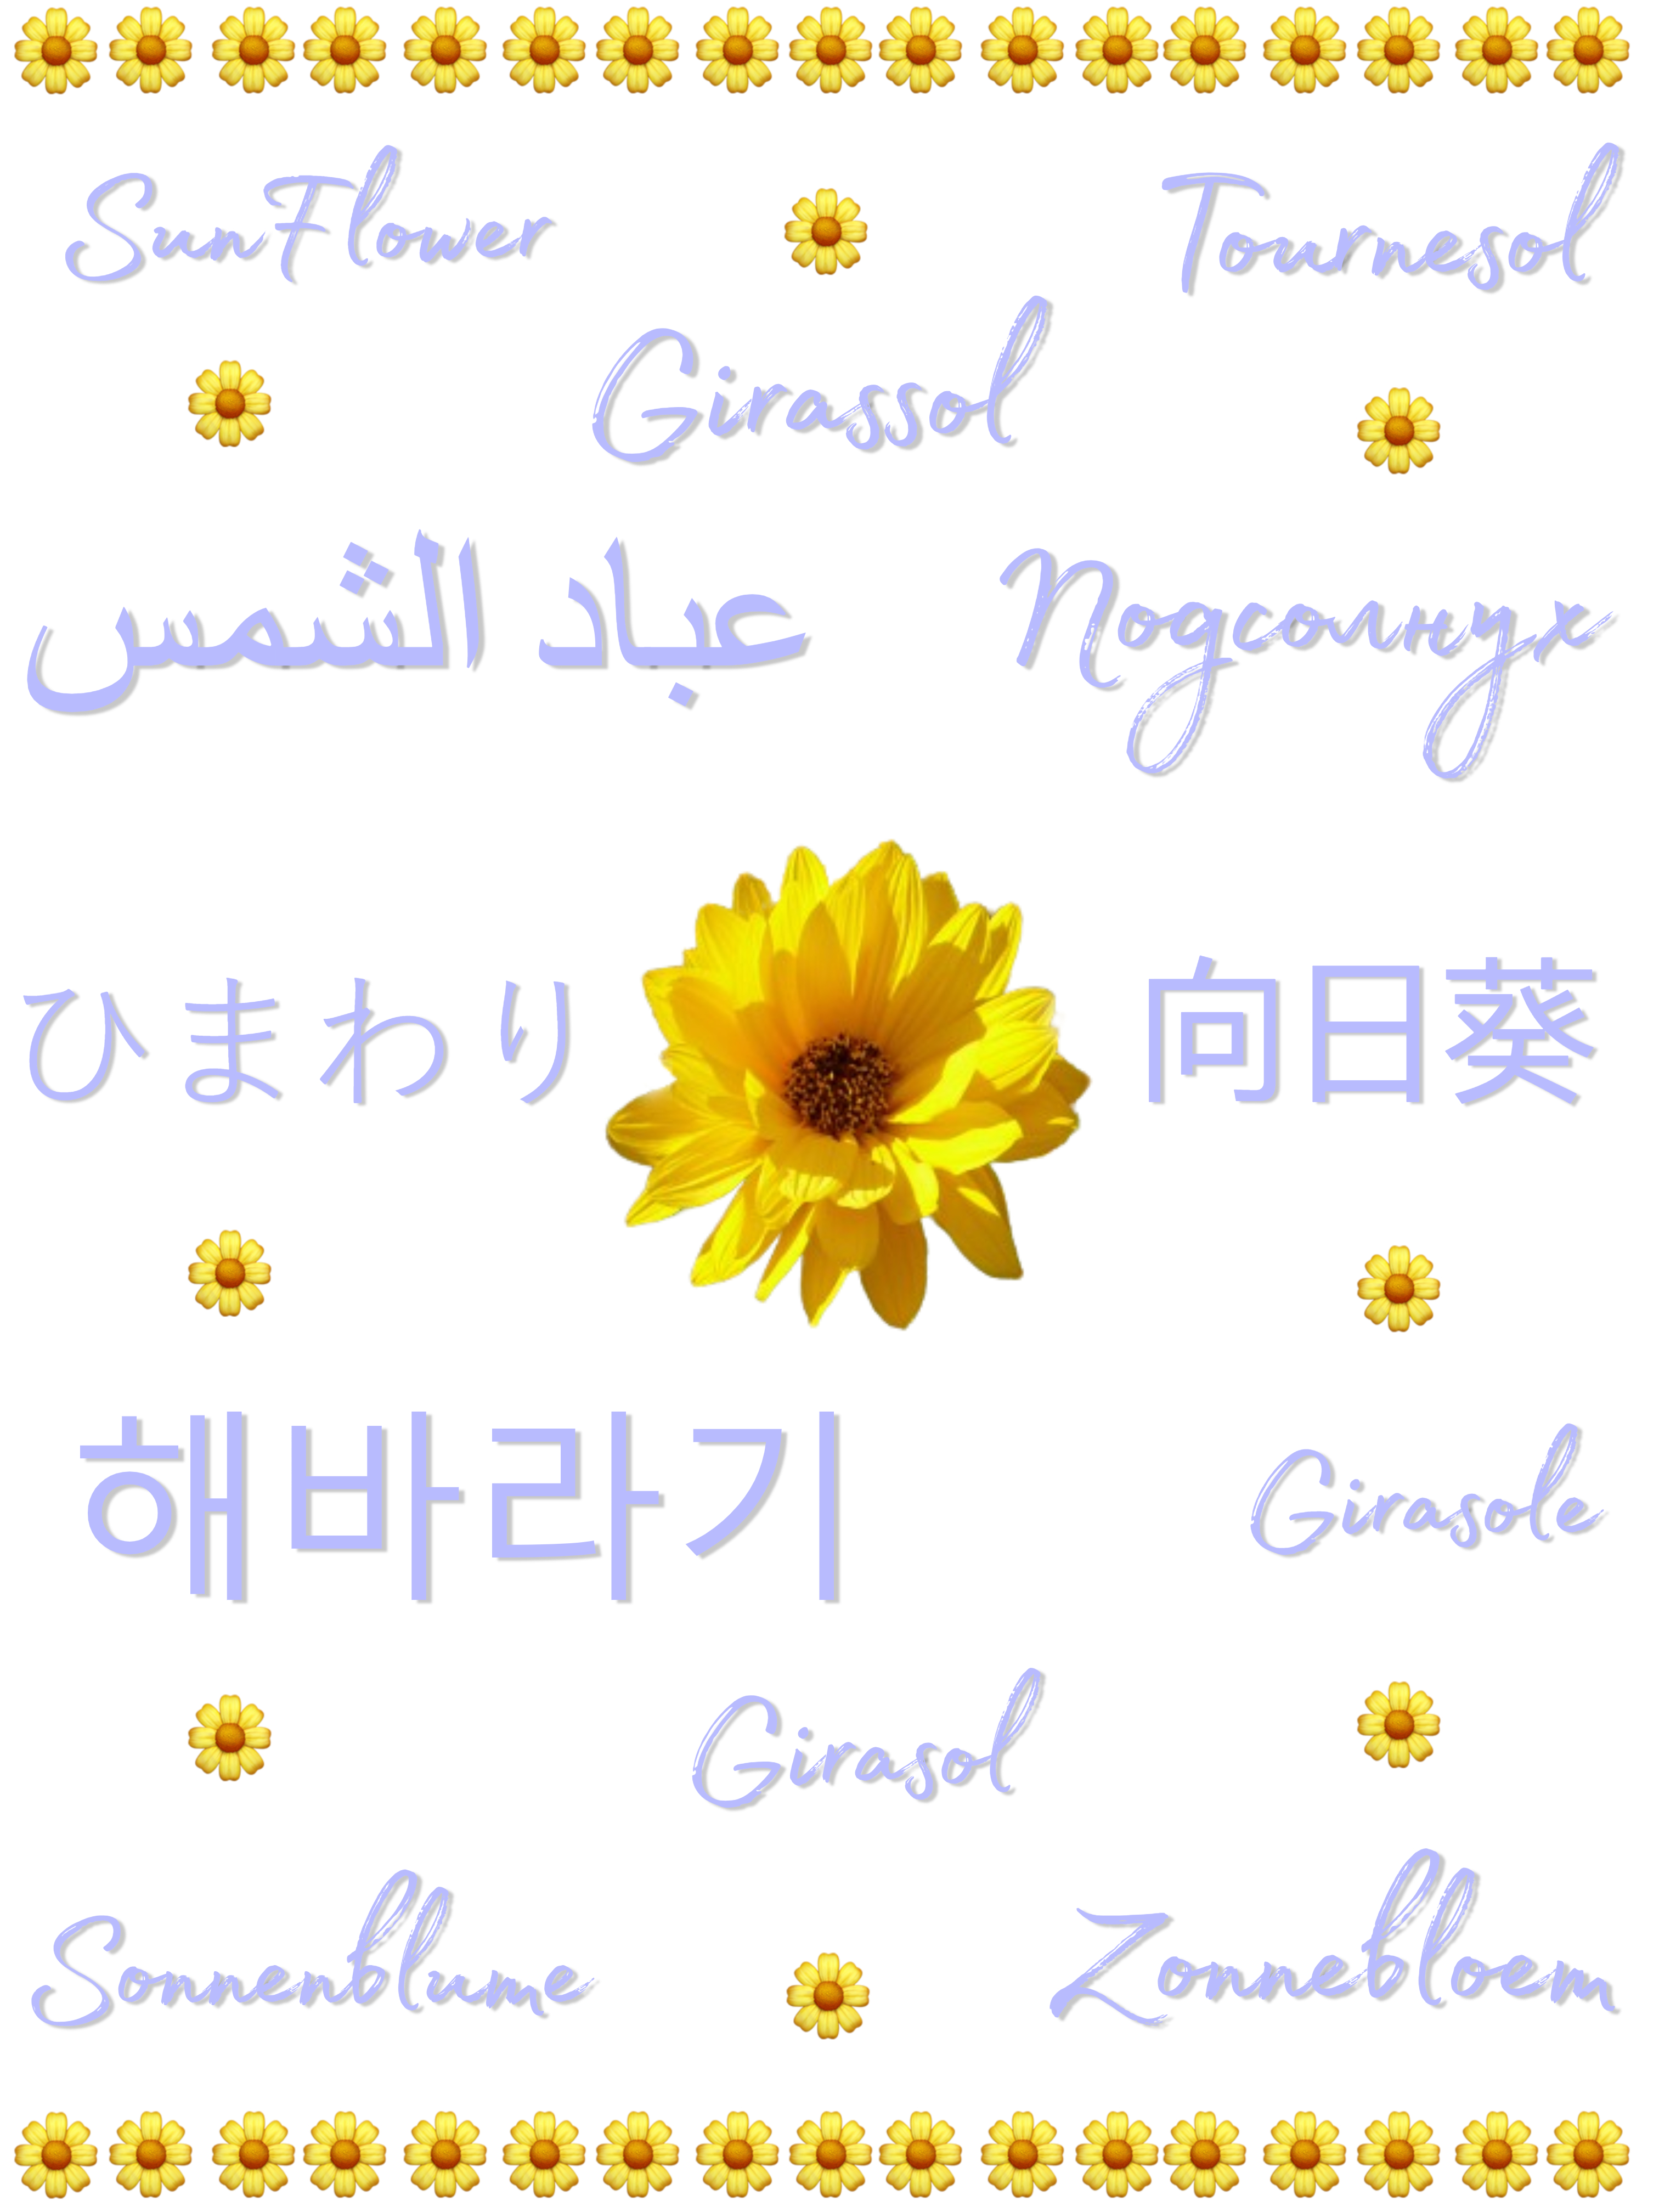 SunFlower
Tournesol
Girassol
عباد الشمس
Подсолнух
ひまわり
向日葵
해바라기
Girasole
Girasol
Sonnenblume
Zonnebloem